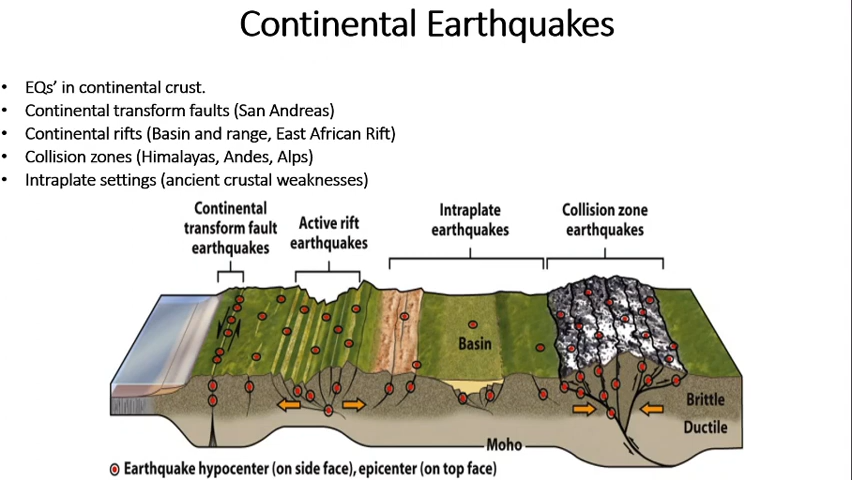 Continental Earthquakes
• EQs’ in continental crust.
• Continental transform faults (San Andreas)
• Continental rifts (Basin and range, East African Rift)
• Collision zones (Himalayas, Andes, Alps)
• Intraplate settings (ancient crustal weaknesses)
Continental
transform fault
earthquakes
Active rift
earthquakes
Intraplate
earthquakes
Collision zone
earthquakes
Basin
Brittle
Ductile
Moho
Earthquake hypocenter (on side face), epicenter (on top face)